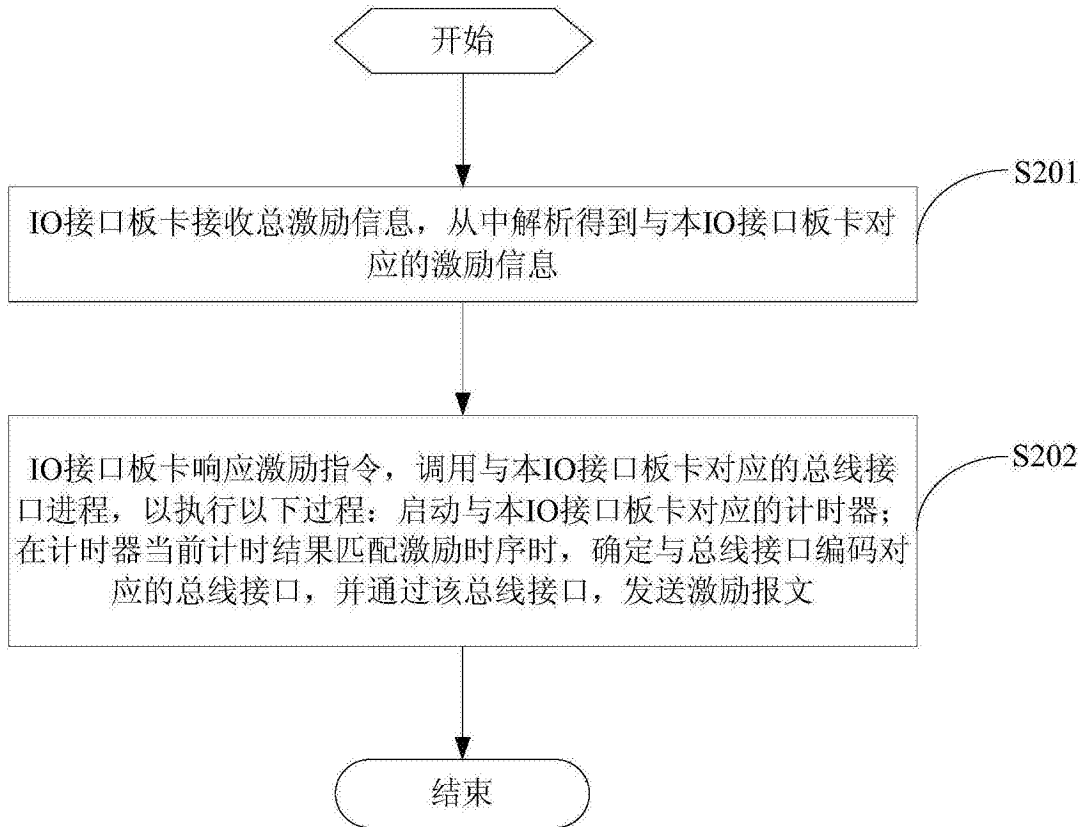 开始
S201
IO接口板卡接收总激励信息，从中解析得到与本IO接口板卡对
应的激励信息
S202
IO接口板卡响应激励指令，调用与本IO接口板卡对应的总线接
口进程，以执行以下过程：启动与本IO接口板卡对应的计时器；
在计时器当前计时结果匹配激励时序时，确定与总线接口编码对
应的总线接口，并通过该总线接口，发送激励报文
结束